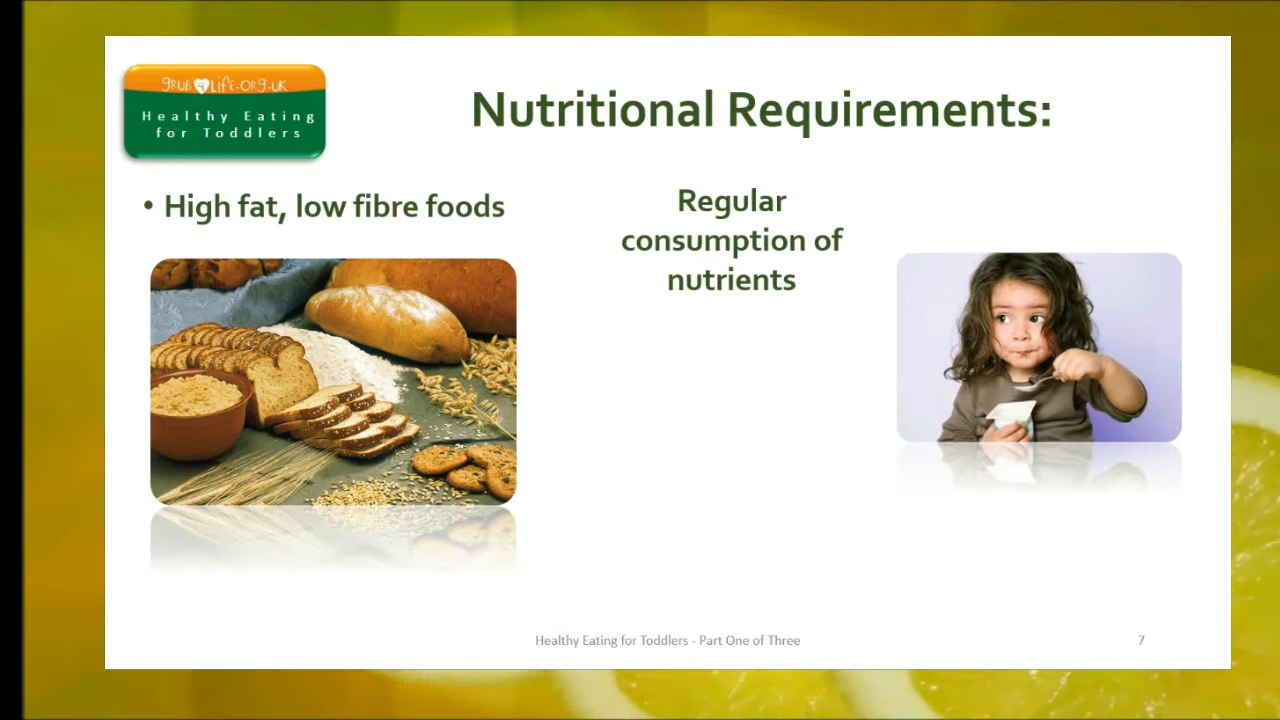 grub4Life.org.uk
Healthy Eating
for Toddlers
Nutritional Requirements:
• High fat, low fibre foods
Regular
consumption of
nutrients
Healthy Eating for Toddlers - Part One of Three
7